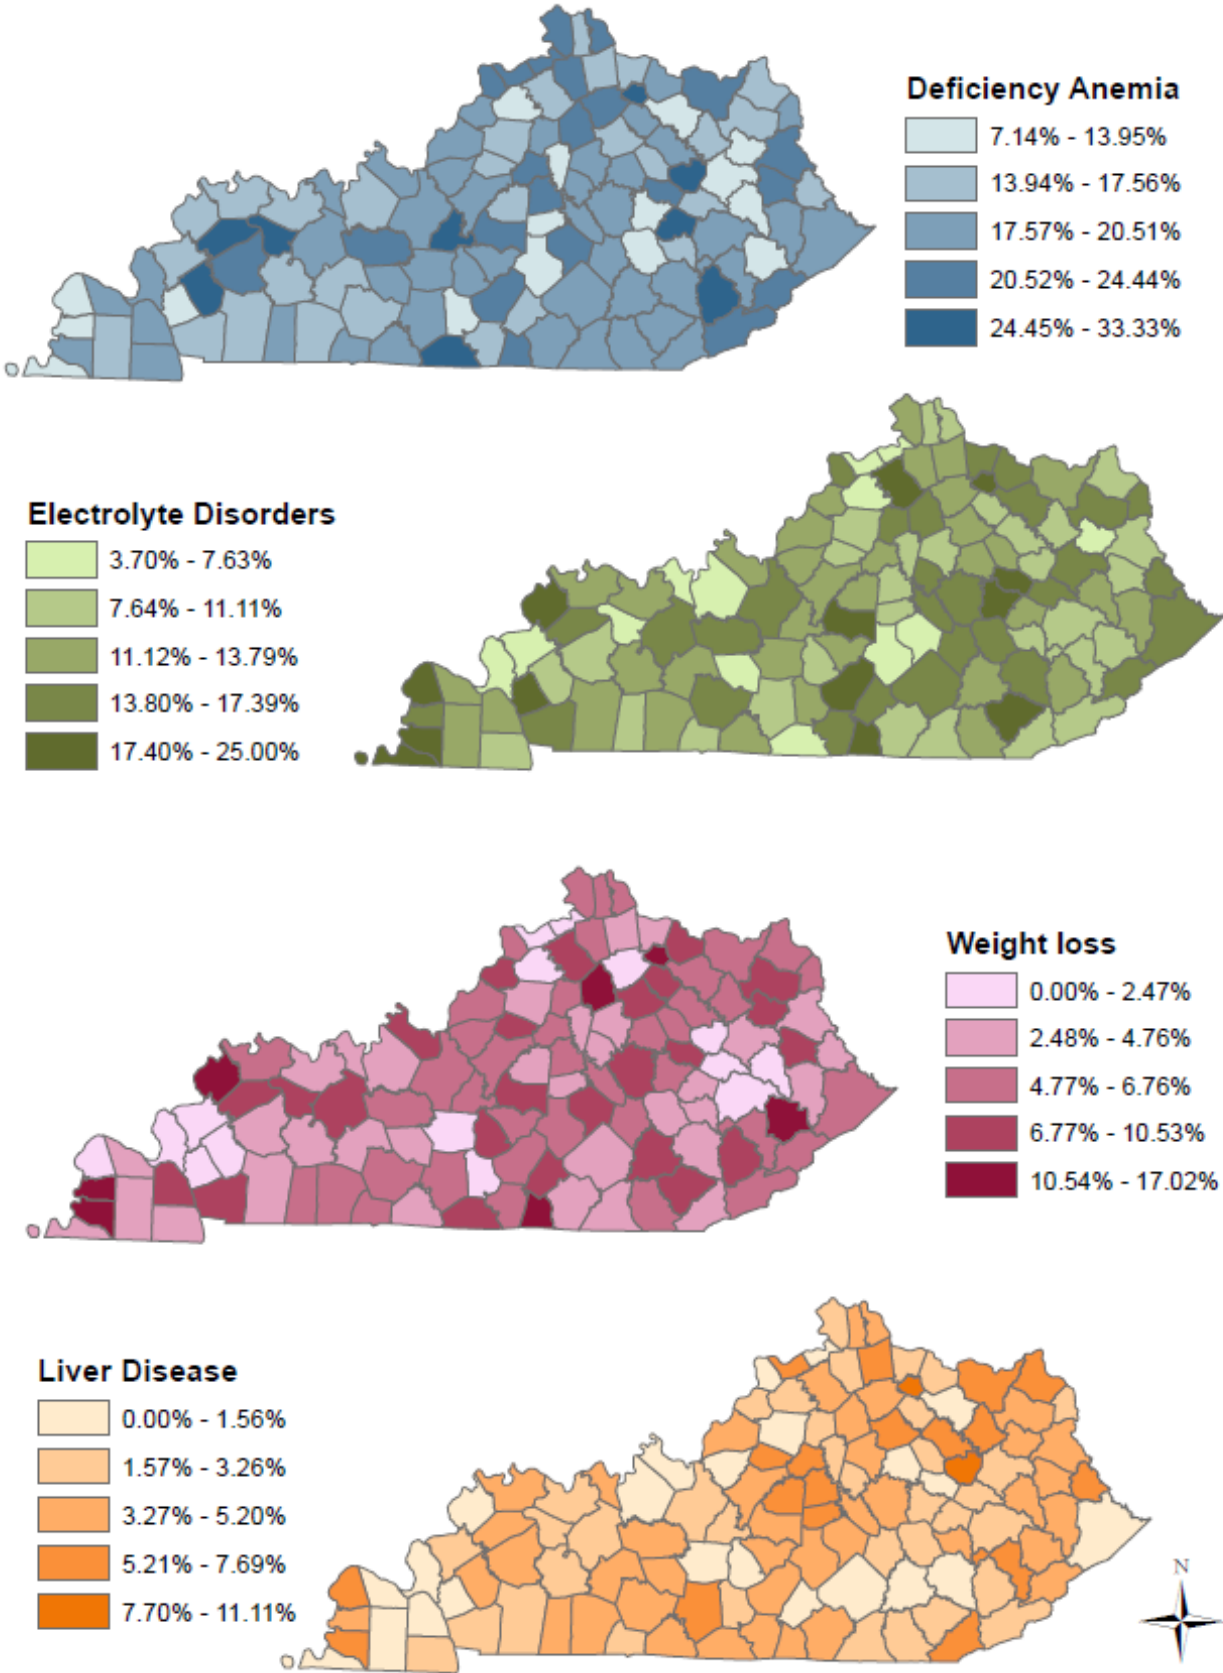 Deficiency Anemia
7.14% - 13.95%
13.94% - 17.56%
17.57% - 20.51%
20.52% - 24.44%
24.45% - 33.33%
Electrolyte Disorders
3.70% - 7.63%
7.64% - 11.11%
11.12% - 13.79%
13.80% - 17.39%
17.40% - 25.00%
Weight loss
0.00% - 2.47%
2.48% - 4.76%
4.77% - 6.76%
6.77% - 10.53%
10.54% - 17.02%
Liver Disease
0.00% - 1.56%
1.57% - 3.26%
3.27% - 5.20%
5.21% - 7.69%
7.70% - 11.11%
N